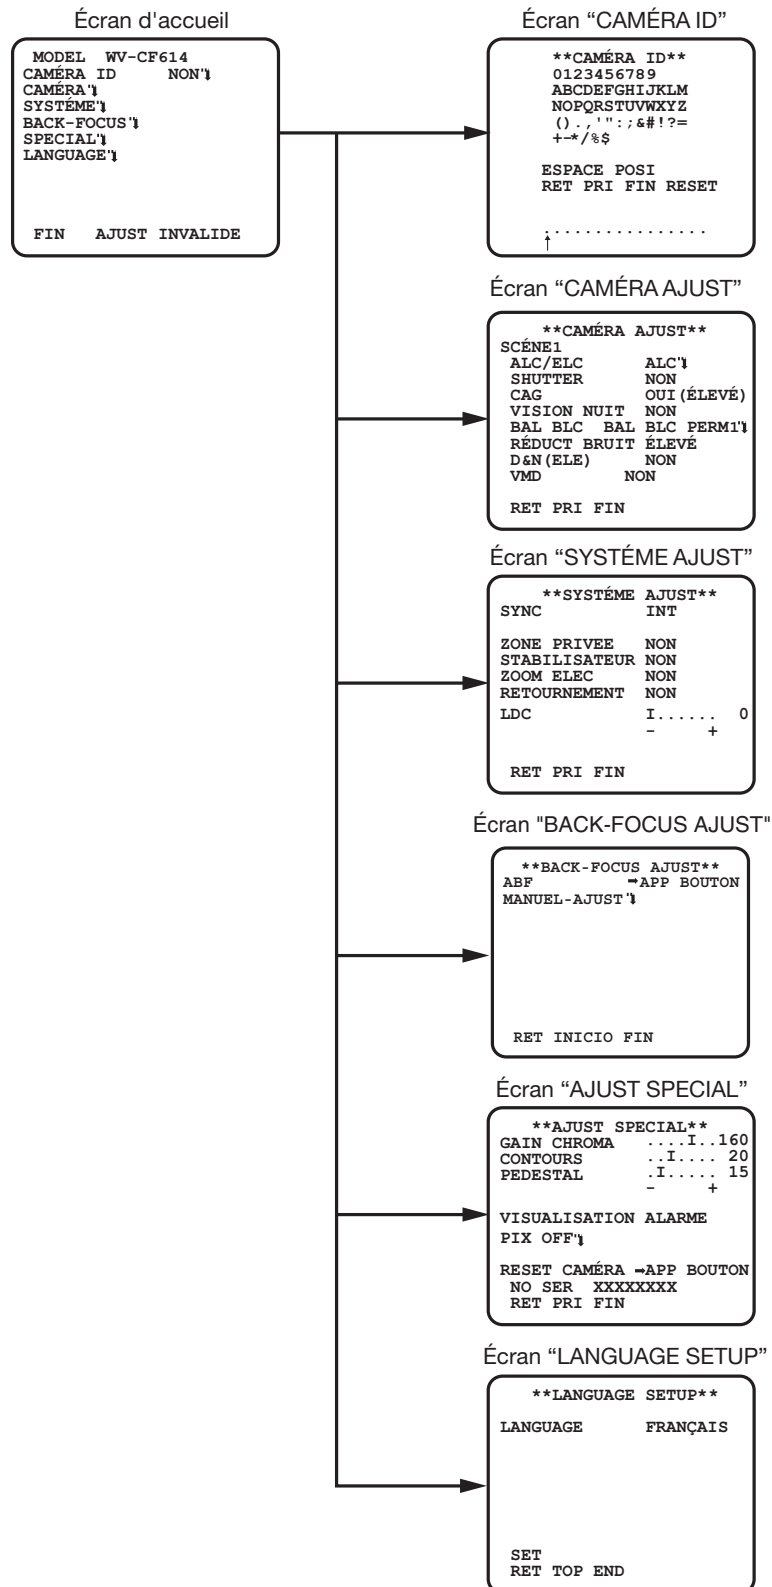 Écran d'accueil
MODEL WV-CF614
CAMÉRA ID NON
CAMÉRA
SYSTÉME
BACK-FOCUS
SPECIAL
LANGUAGE
FIN AJUST INVALIDE
Écran “CAMÉRA ID”
**CAMÉRA ID**
0123456789
ABCDEFGHIJKLM
NOPQRSTUVWXYZ
().,'":;&#!?=
+-*/%$
ESPACE POSI
RET PRI FIN RESET
................
Écran “CAMÉRA AJUST”
**CAMÉRA AJUST**
SCÉNE1
ALC/ELC ALC
SHUTTER NON
CAG OUI(ÉLEVÉ)
VISION NUIT NON
BAL BLC BAL BLC PERM1
RÉDUCT BRUIT ÉLEVÉ
D&N(ELE) NON
VMD NON
RET PRI FIN
Écran “SYSTÉME AJUST”
**SYSTÉME AJUST**
SYNC INT
ZONE PRIVEE NON
STABILISATEUR NON
ZOOM ELEC NON
RETOURNEMENT NON
LDC I...... 0
- +
RET PRI FIN
Écran "BACK-FOCUS AJUST"
**BACK-FOCUS AJUST**
ABF ➡APP BOUTON
MANUEL-AJUST
RET INICIO FIN
Écran “AJUST SPECIAL”
**AJUST SPECIAL**
GAIN CHROMA ....I..160
CONTOURS ..I.... 20
PEDESTAL .I..... 15
- +
VISUALISATION ALARME
PIX OFF
RESET CAMÉRA ➡APP BOUTON
NO SER XXXXXXXX
RET PRI FIN
Écran “LANGUAGE SETUP”
**LANGUAGE SETUP**
LANGUAGE FRANÇAIS
SET
RET TOP END